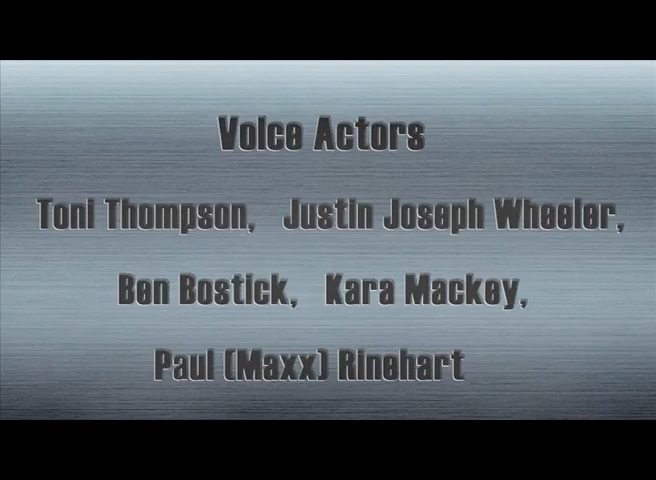 Voice Actors
Toni Thompson, Justin Joseph Wheeler,
Ben Bostick, Kara Mackey,
Paul (Maxx) Rinehart